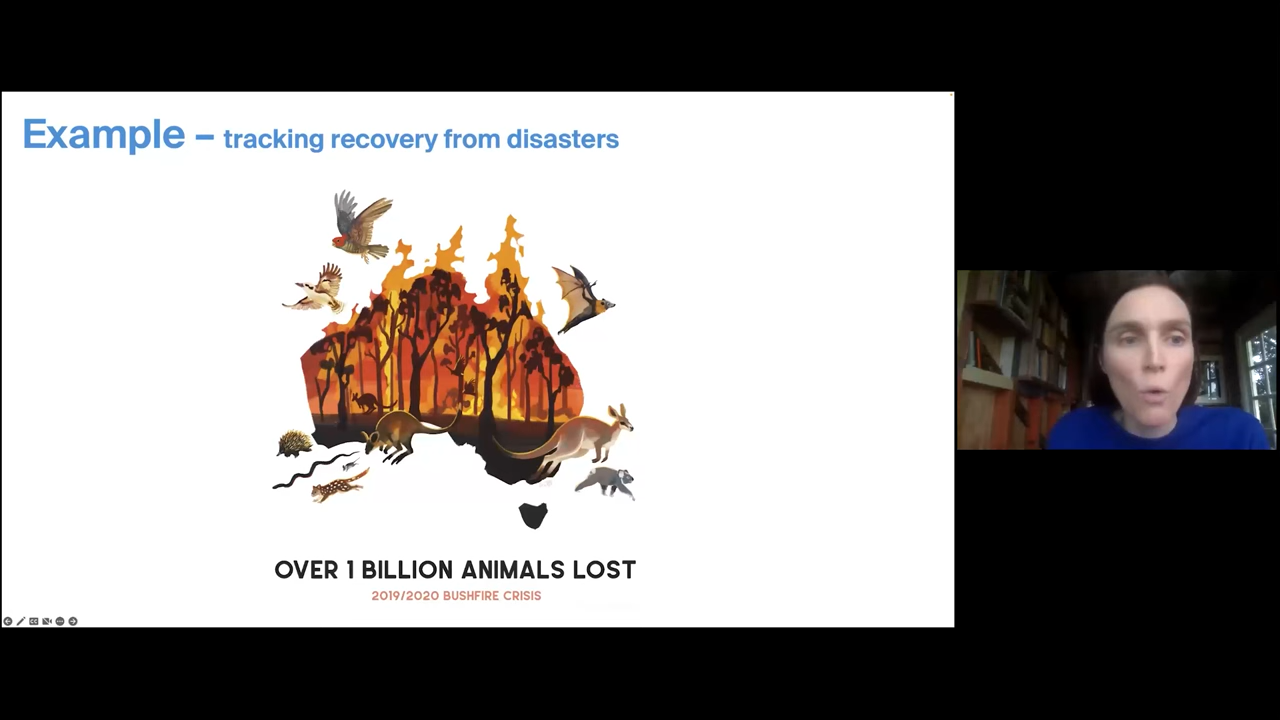 Example – tracking recovery from disasters
OVER 1 BILLION ANIMALS LOST
2019/2020 BUSHFIRE CRISIS